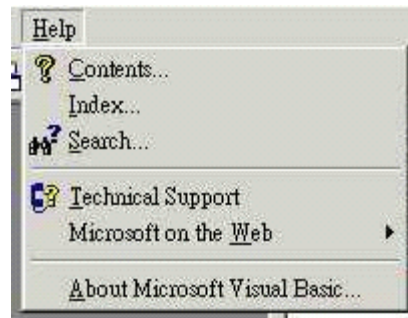 Help
Contents...
Index...
Search...
Technical Support
Microsoft on the Web
About Microsoft Visual Basic...